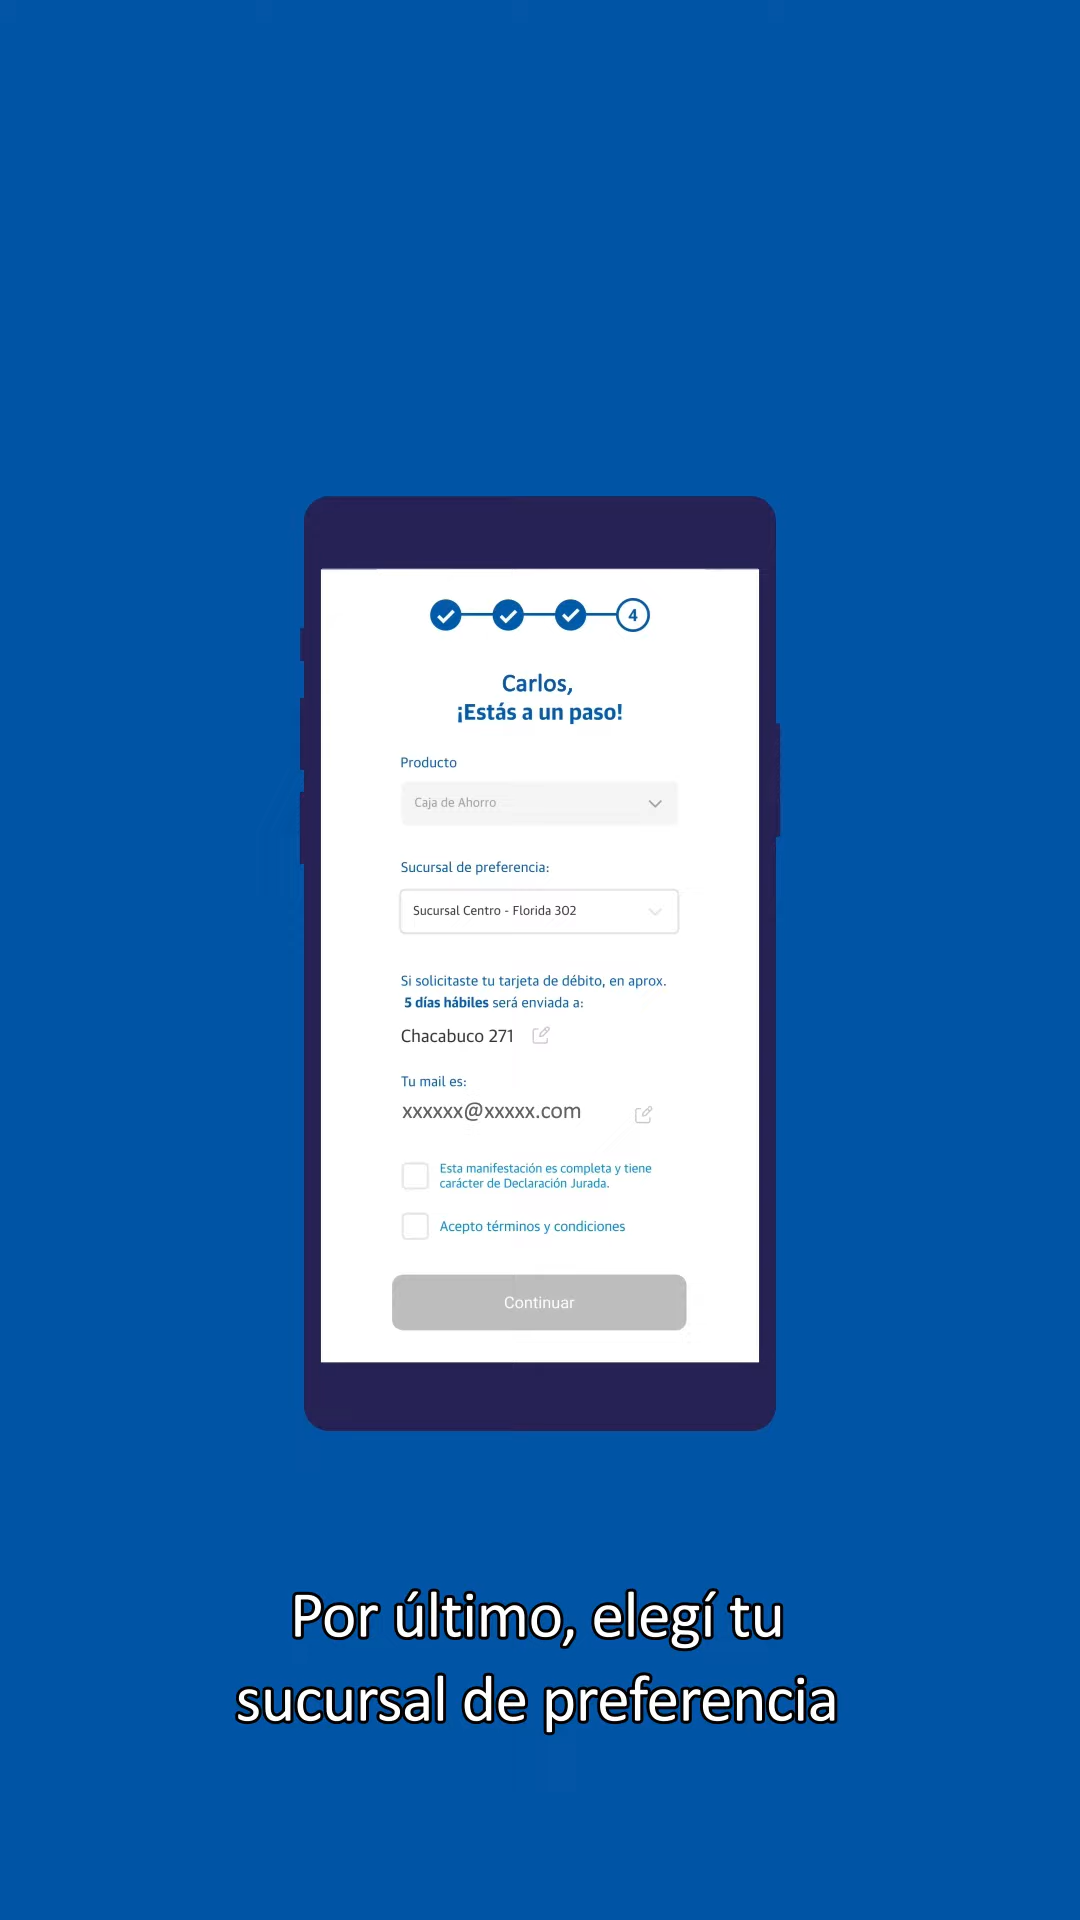 4
Carlos,
¡Estás a un paso!
Producto
Caja de Ahorro
Sucursal de preferencia:
Sucursal Centro - Florida 302
Si solicitaste tu tarjeta de débito, en aprox.
5 días hábiles será enviada a:
Chacabuco 271
Tu mail es:
xxxxxx@xxxxx.com
Esta manifestación es completa y tiene
carácter de Declaración Jurada.
Acepto términos y condiciones
Continuar
Por último, elegí tu
sucursal de preferencia